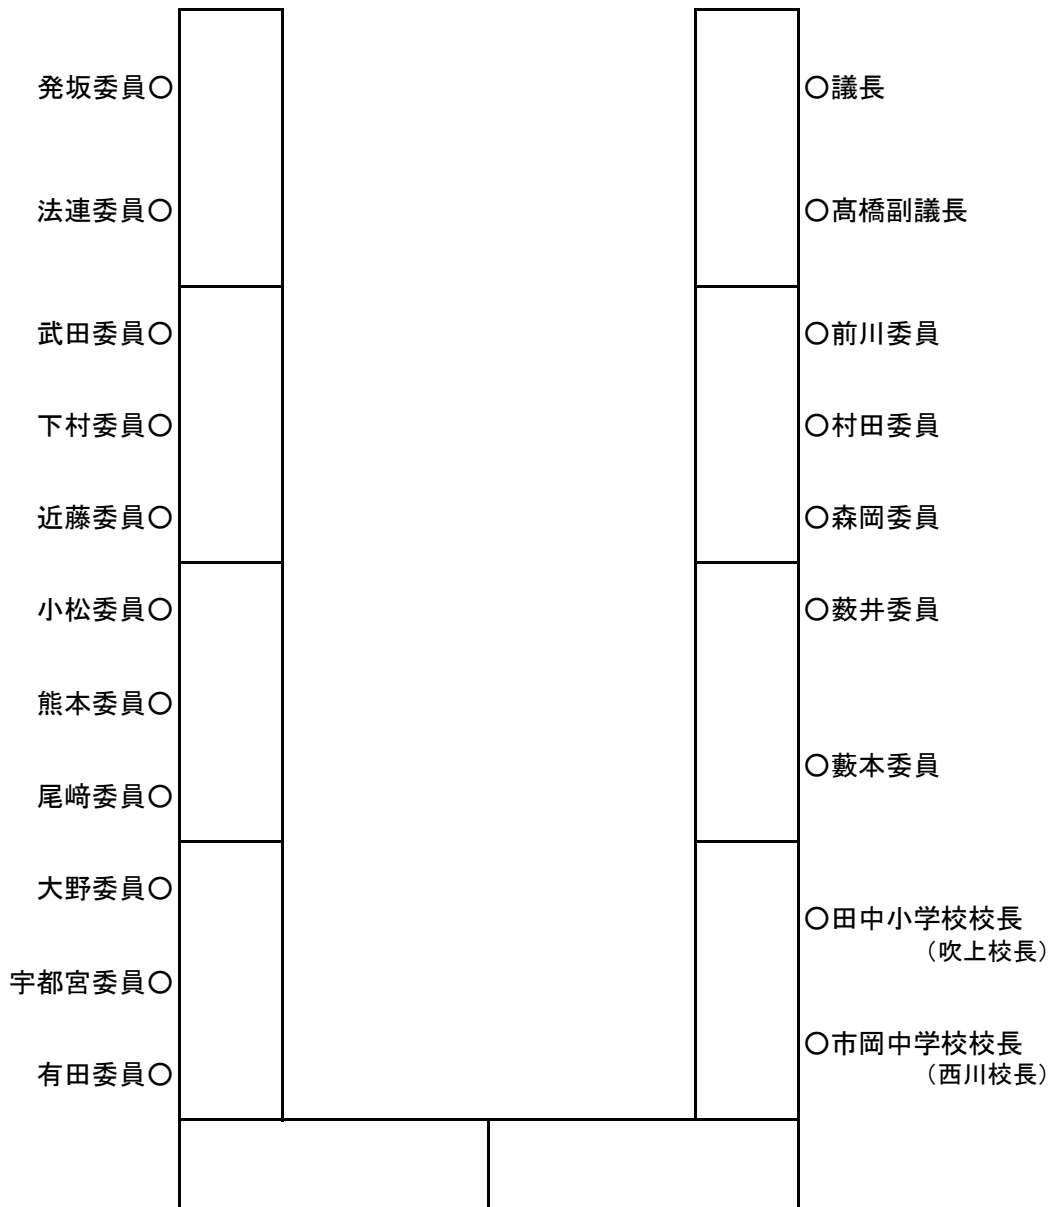 発坂委員○
○議長
法連委員○
○髙橋副議長
武田委員○
○前川委員
下村委員○
○村田委員
近藤委員○
○森岡委員
小松委員○
○薮井委員
熊本委員○
○藪本委員
尾﨑委員○
大野委員○
○田中小学校校長
（吹上校長）
宇都宮委員○
○市岡中学校校長
（西川校長）
有田委員○